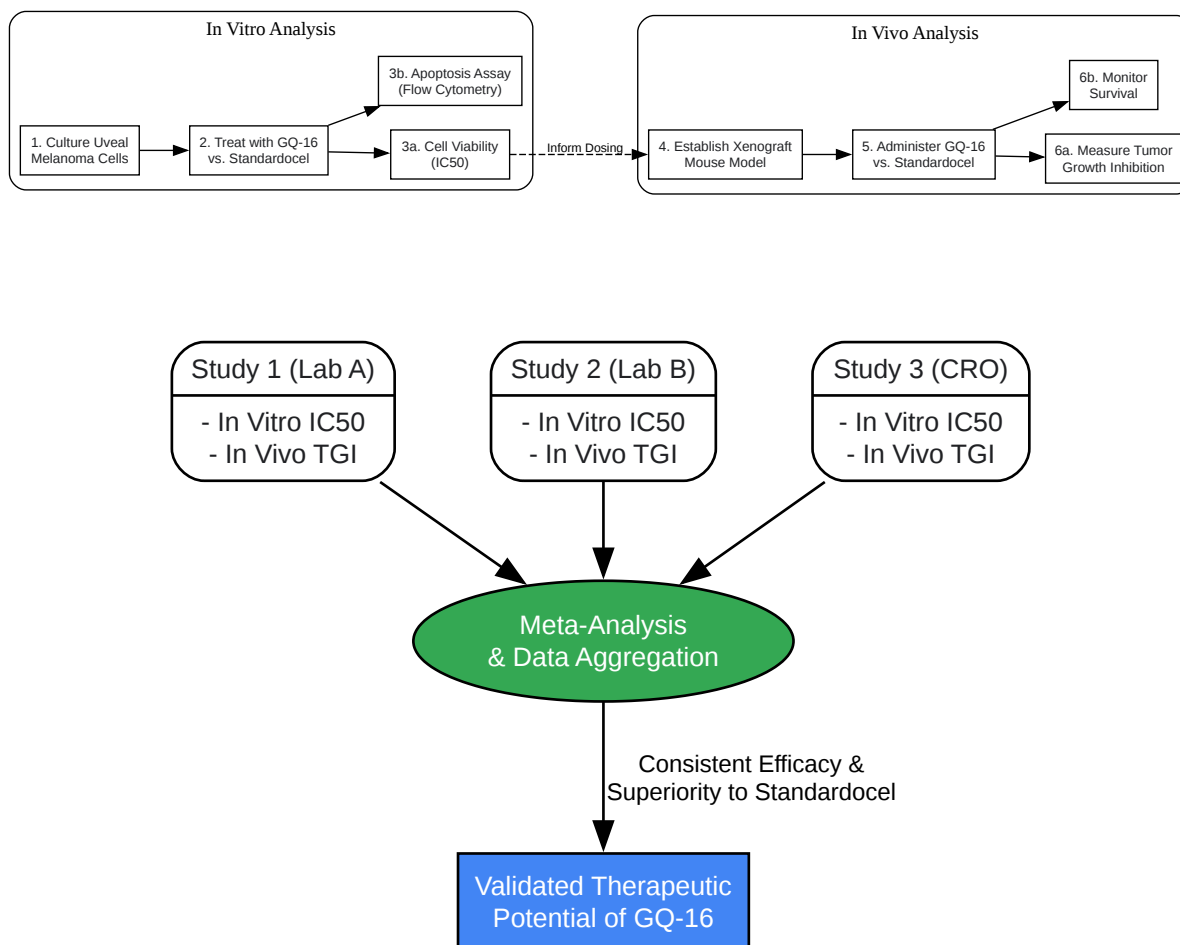 In Vitro Analysis
1. Culture Uveal
Melanoma Cells
2. Treat with GQ-16
vs. Standardocel
3b. Apoptosis Assay
(Flow Cytometry)
3a. Cell Viability
(IC50)
Inform Dosing
In Vivo Analysis
4. Establish Xenograft
Mouse Model
5. Administer GQ-16
vs. Standardocel
6b. Monitor
Survival
6a. Measure Tumor
Growth Inhibition
Study 1 (Lab A)
- In Vitro IC50
- In Vivo TGI
Study 2 (Lab B)
- In Vitro IC50
- In Vivo TGI
Study 3 (CRO)
- In Vitro IC50
- In Vivo TGI
Meta-Analysis
& Data Aggregation
Consistent Efficacy &
Superiority to Standardocel
Validated Therapeutic
Potential of GQ-16